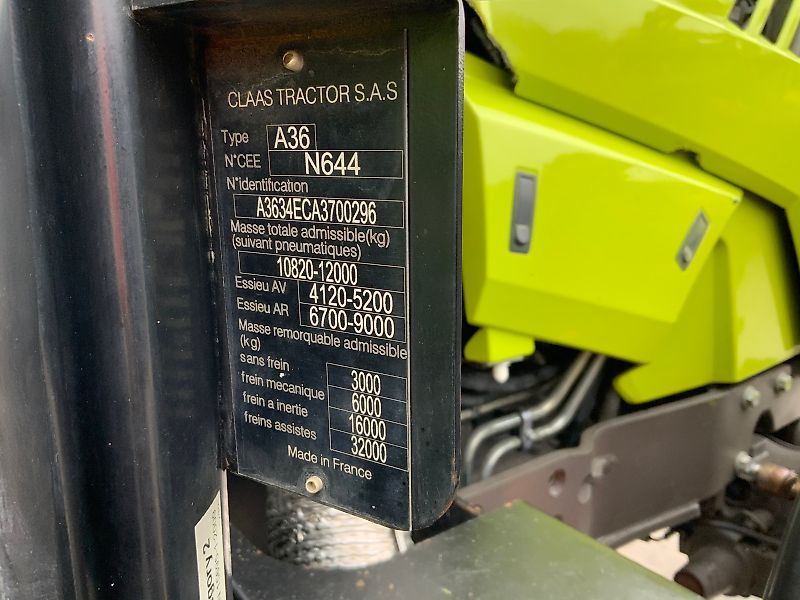 CLAAS TRACTOR S.A.S
Type A36
N°CEE N644
N°identification
A3634ECA3700296
Masse totale admissible(kg)
(suivant pneumatiques)
10820-12000
Essieu AV 4120-5200
Essieu AR 6700-9000
Masse remorquable admissible
(kg)
sans frein 3000
frein mécanique 6000
frein a inertie 16000
freins assistes 32000
Made in France